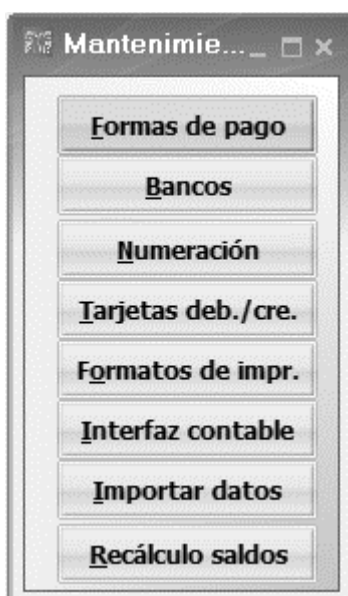 Mantenimie...
Formas de pago
Bancos
Numeración
Tarjetas deb./cre.
Formatos de impr.
Interfaz contable
Importar datos
Recálculo saldos